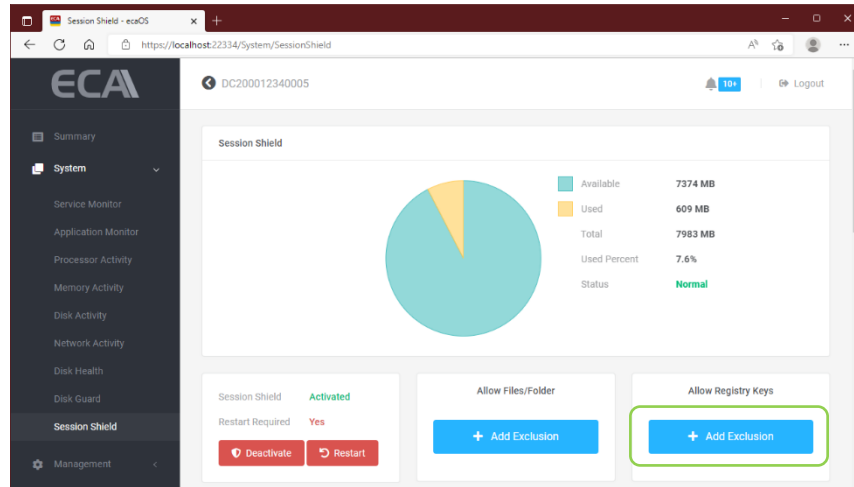 Session Shield - ecaOS
https://localhost:22334/System/SessionShield
ECA
DC200012340005
10+
Logout
Summary
System
Service Monitor
Application Monitor
Processor Activity
Memory Activity
Disk Activity
Network Activity
Disk Health
Disk Guard
Session Shield
Management
Session Shield
Available 7374 MB
Used 609 MB
Total 7983 MB
Used Percent 7.6%
Status Normal
Session Shield Activated
Restart Required Yes
Deactivate Restart
Allow Files/Folder
+ Add Exclusion
Allow Registry Keys
+ Add Exclusion